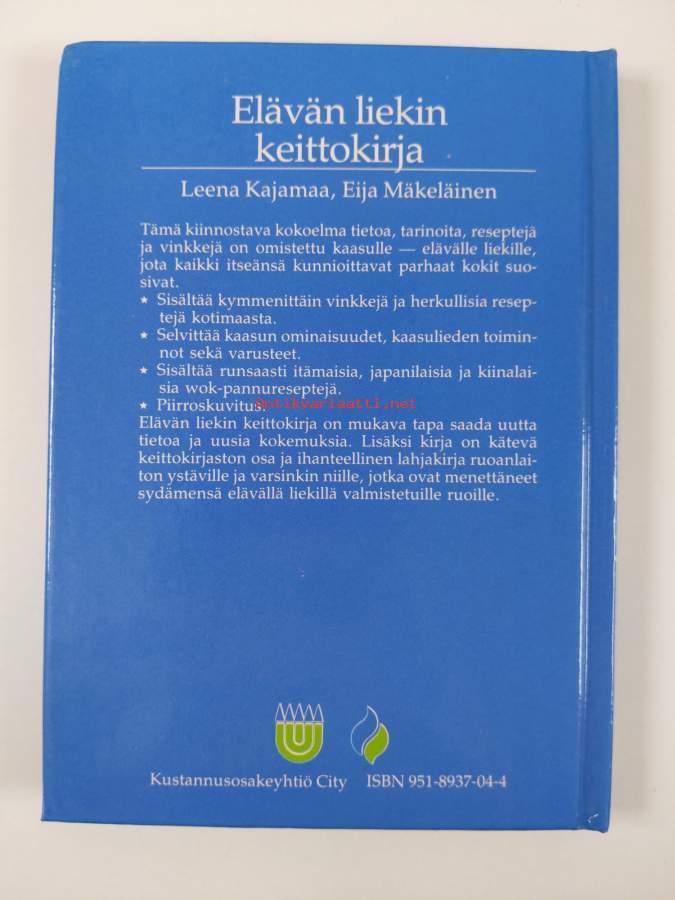 Elävän liekin
keittokirja
Leena Kajamaa, Eija Mäkeläinen
Tämä kiinnostava kokoelma tietoa, tarinoita, reseptejä
ja vinkkejä on omistettu kaasulle — elävälle liekille,
jota kaikki itseänsä kunnioittavat parhaat kokit suo-
sivat.
★ Sisältää kymmenittäin vinkkejä ja herkullisia resep-
tejä kotimaasta.
★ Selvittää kaasun ominaisuudet, kaasulieden toimin-
not sekä varusteet.
★ Sisältää runsaasti itämaisia, japanilaisia ja kiinalai-
sia wok-pannureseptejä.
★ Piirroskuvitus.
Antikvariaatti.net
Elävän liekin keittokirja on mukava tapa saada uutta
tietoa ja uusia kokemuksia. Lisäksi kirja on kätevä
keittokirjaston osa ja ihanteellinen lahjakirja ruoanlai-
ton ystäville ja varsinkin niille, jotka ovat menettäneet
sydämensä elävällä liekillä valmistetuille ruoille.
Kustannusosakeyhtiö City ISBN 951-8937-04-4